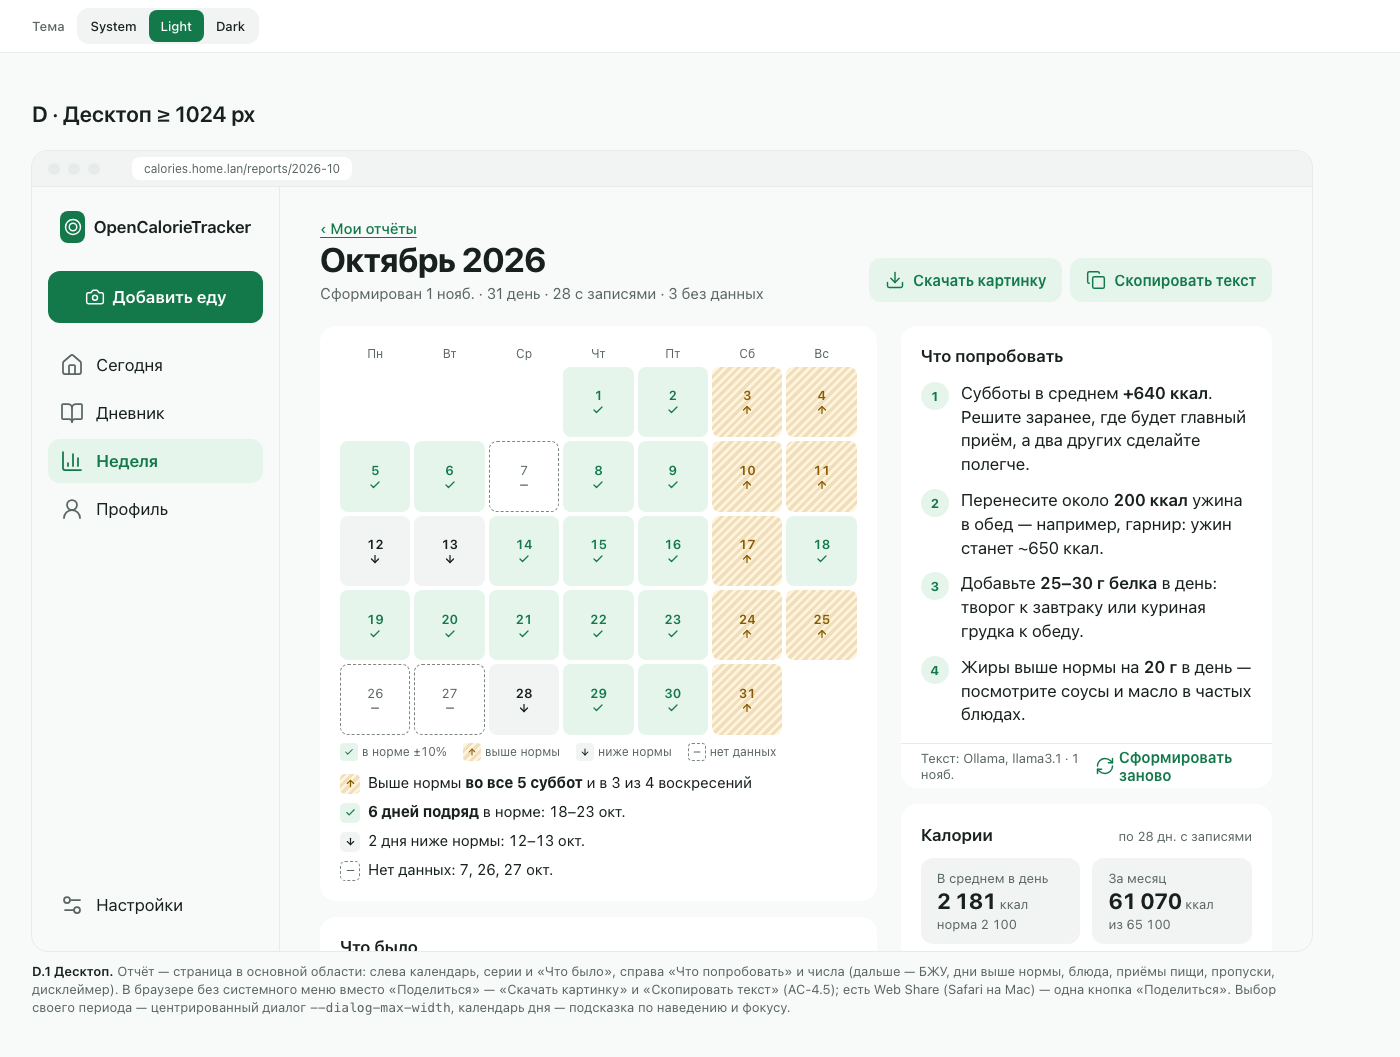 Тема
System
Light
Dark
D · Десктоп ≥ 1024 px
calories.home.lan/reports/2026-10
OpenCalorieTracker
Добавить еду
Сегодня
Дневник
Неделя
Профиль
Настройки
‹ Мои отчёты
Октябрь 2026
Сформирован 1 нояб. · 31 день · 28 с записями · 3 без данных
Скачать картинку
Скопировать текст
Пн Вт Ср Чт Пт Сб Вс
1 2 3 4
✓ ✓ ↑ ↑
5 6 7 8 9 10 11
✓ ✓ – ✓ ✓ ↑ ↑
12 13 14 15 16 17 18
↓ ↓ ✓ ✓ ✓ ↑ ✓
19 20 21 22 23 24 25
✓ ✓ ✓ ✓ ✓ ↑ ↑
26 27 28 29 30 31
– – ↓ ✓ ✓ ↑
✓ в норме ±10% ↑ выше нормы ↓ ниже нормы – нет данных
↑ Выше нормы во все 5 суббот и в 3 из 4 воскресений
✓ 6 дней подряд в норме: 18–23 окт.
↓ 2 дня ниже нормы: 12–13 окт.
– Нет данных: 7, 26, 27 окт.
Что было
Что попробовать
1 Субботы в среднем +640 ккал.
Решите заранее, где будет главный
приём, а два других сделайте
полегче.
2 Перенесите около 200 ккал ужина
в обед — например, гарнир: ужин
станет ~650 ккал.
3 Добавьте 25–30 г белка в день:
творог к завтраку или куриная
грудка к обеду.
4 Жиры выше нормы на 20 г в день —
посмотрите соусы и масло в частых
блюдах.
Текст: Ollama, llama3.1 · 1
нояб.
Сформировать
заново
Калории
по 28 дн. с записями
В среднем в день
2 181 ккал
норма 2 100
За месяц
61 070 ккал
из 65 100
D.1 Десктоп. Отчёт — страница в основной области: слева календарь, серии и «Что было», справа «Что попробовать» и числа (дальше — БЖУ, дни выше нормы, блюда, приёмы пищи, пропуски,
дисклеймер). В браузере без системного меню вместо «Поделиться» — «Скачать картинку» и «Скопировать текст» (AC-4.5); есть Web Share (Safari на Mac) — одна кнопка «Поделиться». Выбор
своего периода — центрированный диалог --dialog-max-width, календарь дня — подсказка по наведению и фокусу.